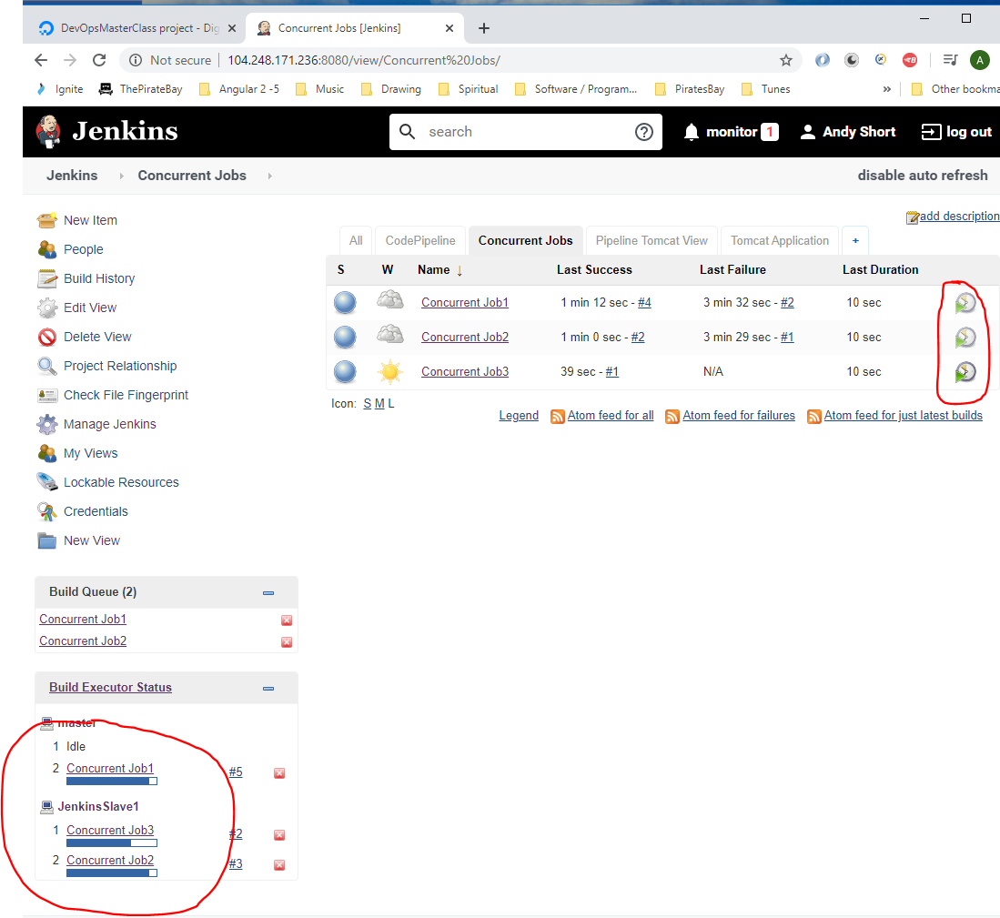 DevOpsMasterClass project - Dig
Concurrent Jobs [Jenkins]
Not secure | 104.248.171.236:8080/view/Concurrent%20Jobs/
A
Ignite ThePirateBay Angular 2 -5 Music Drawing Spiritual Software / Program... PiratesBay Tunes » Other bookma
Jenkins search monitor 1 Andy Short log out
Jenkins Concurrent Jobs disable auto refresh
add description
New Item
People
Build History
Edit View
Delete View
Project Relationship
Check File Fingerprint
Manage Jenkins
My Views
Lockable Resources
Credentials
New View
All CodePipeline Concurrent Jobs Pipeline Tomcat View Tomcat Application +
S W Name ↓ Last Success Last Failure Last Duration
Concurrent Job1 1 min 12 sec - #4 3 min 32 sec - #2 10 sec
Concurrent Job2 1 min 0 sec - #2 3 min 29 sec - #1 10 sec
Concurrent Job3 39 sec - #1 N/A 10 sec
Icon: S M L
Legend Atom feed for all Atom feed for failures Atom feed for just latest builds
Build Queue (2)
Concurrent Job1
Concurrent Job2
Build Executor Status
master
1 Idle
2 Concurrent Job1 #5
JenkinsSlave1
1 Concurrent Job3 #2
2 Concurrent Job2 #3